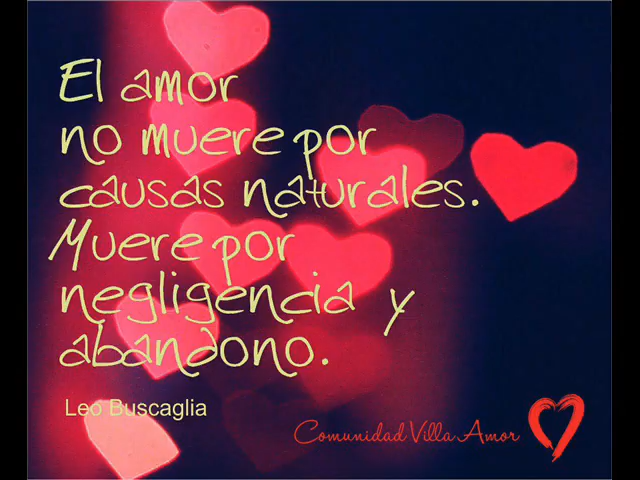 El amor
no muere por
causas naturales.
Muere por
negligencia y
abandono.
Leo Buscaglia
Comunidad Villa Amor